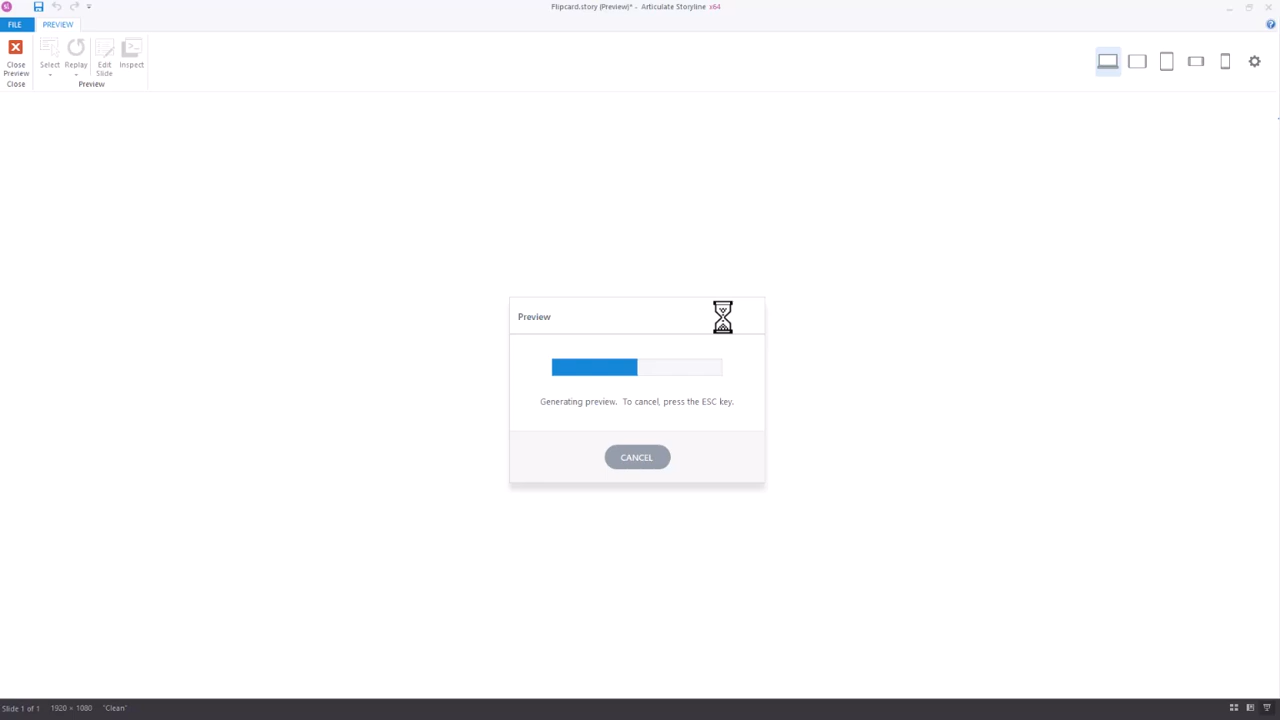 Flipcard.story (Preview)* - Articulate Storyline x64
FILE
PREVIEW
Close Preview
Select
Replay
Edit Slide
Inspect
Close
Preview
Preview
Generating preview. To cancel, press the ESC key.
CANCEL
Slide 1 of 1
1920 × 1080
"Clean"